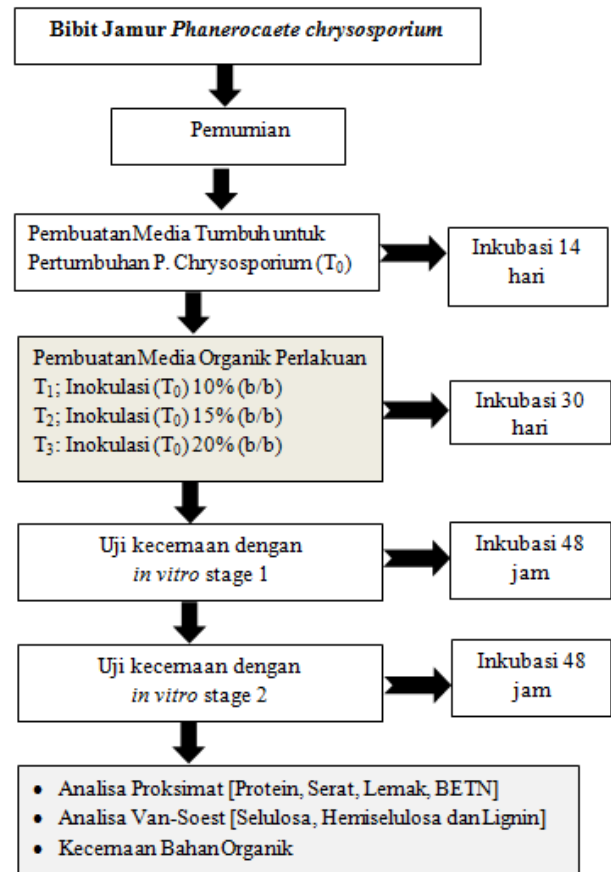 Bibit Jamur Phanerocaete chrysosporium
Pemurnian
Pembuatan Media Tumbuh untuk
Pertumbuhan P. Chrysosporium (T₀)
Inkubasi 14
hari
Pembuatan Media Organik Perlakuan
T₁; Inokulasi (T₀) 10% (b/b)
T₂; Inokulasi (T₀) 15% (b/b)
T₃: Inokulasi (T₀) 20% (b/b)
Inkubasi 30
hari
Uji kecernaan dengan
in vitro stage 1
Inkubasi 48
jam
Uji kecernaan dengan
in vitro stage 2
Inkubasi 48
jam
• Analisa Proksimat [Protein, Serat, Lemak, BETN]
• Analisa Van-Soest [Selulosa, Hemiselulosa dan Lignin]
• Kecernaan Bahan Organik